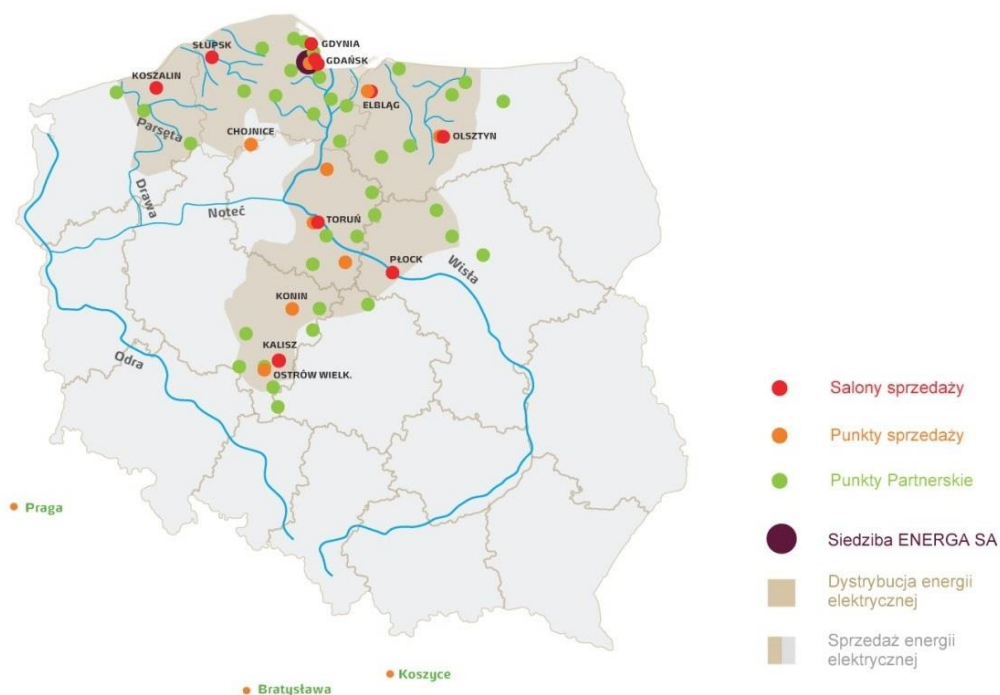 GDYNIA
SŁUPSK
GDAŃSK
KOSZALIN
ELBLĄG
Parsęta
CHOJNICE
OLSZTYN
Drawa
Noteć
TORUŃ
PŁOCK
Wisła
KONIN
KALISZ
Odra
OSTRÓW WIELK.
Salony sprzedaży
Punkty sprzedaży
Punkty Partnerskie
Praga
Siedziba ENERGA SA
Dystrybucja energii
elektrycznej
Sprzedaż energii
elektrycznej
Koszyce
Bratysława